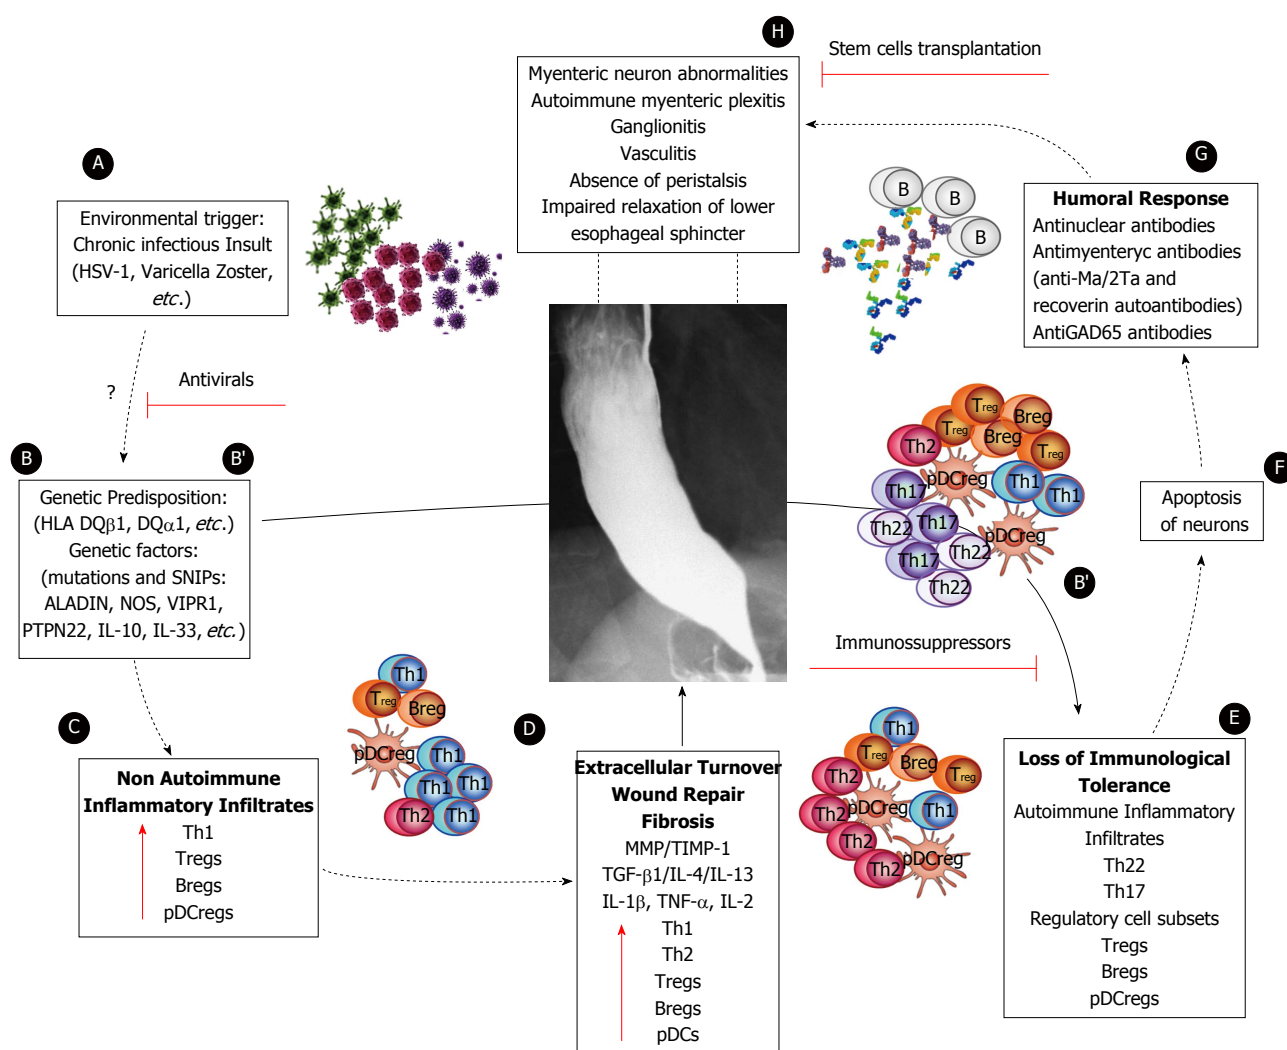 H
Stem cells transplantation
Myenteric neuron abnormalities
Autoimmune myenteric plexitis
Ganglionitis
Vasculitis
Absence of peristalsis
Impaired relaxation of lower
esophageal sphincter
A
Environmental trigger:
Chronic infectious Insult
(HSV-1, Varicella Zoster,
etc.)
B
B
B
G
Humoral Response
Antinuclear antibodies
Antimyenteryc antibodies
(anti-Ma/2Ta and
recoverin autoantibodies)
AntiGAD65 antibodies
?
Antivirals
B
B'
Genetic Predisposition:
(HLA DQβ1, DQα1, etc.)
Genetic factors:
(mutations and SNIPs:
ALADIN, NOS, VIPR1,
PTPN22, IL-10, IL-33, etc.)
Treg
Breg
Treg
Breg
Treg
Th2
pDCreg
Th1
Th1
Th17
Th22
Th17
pDCreg
Th17
Th22
Th22
B'
F
Apoptosis
of neurons
Immunossuppressors
C
Non Autoimmune
Inflammatory Infiltrates
Th1
Tregs
Bregs
pDCregs
Th1
Treg
Breg
pDCreg
Th1
Th1
Th1
Th2
Th1
D
Extracellular Turnover
Wound Repair
Fibrosis
MMP/TIMP-1
TGF-β1/IL-4/IL-13
IL-1β, TNF-α, IL-2
Th1
Th2
Tregs
Bregs
pDCs
Th1
Treg
Breg
Treg
Th2
pDCreg
Th1
Th2
Th2
Th2
pDCreg
E
Loss of Immunological
Tolerance
Autoimmune Inflammatory
Infiltrates
Th22
Th17
Regulatory cell subsets
Tregs
Bregs
pDCregs